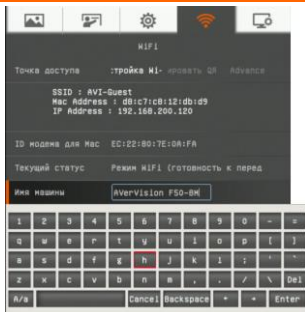 WiFi
Точка доступа :тройка Wi- ировать QR Advance
SSID : AVI-Guest
Mac Address : d8:c7:c8:12:db:d9
IP Address : 192.168.200.120
ID модема для Mac EC:22:80:7E:0A:FA
Текущий статус Режим WiFi (готовность к перед
Имя машины AVerVision F50-8M
1 2 3 4 5 6 7 8 9 0 - =
q w e r t y u i o p [ ]
a s d f g h j k l ; ' `
z x c v b n m , . / \ Del
A/a Cancel Backspace Enter